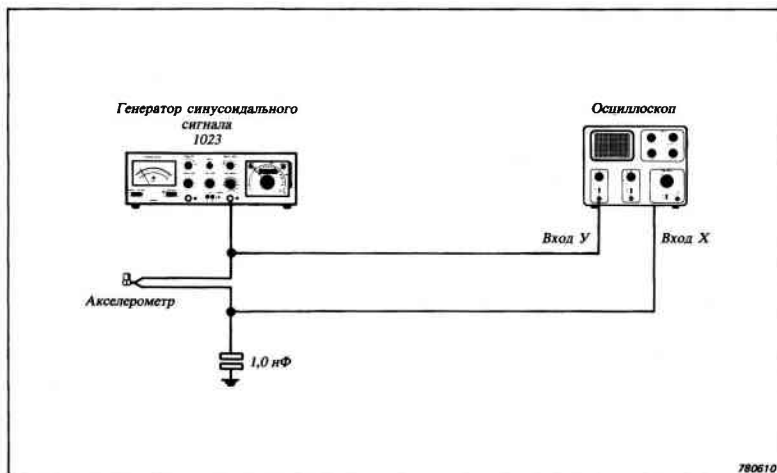 Генератор синусоидального
сигнала
1023
Осциллоскоп
Вход У
Вход X
Акселерометр
1,0 нФ
780610